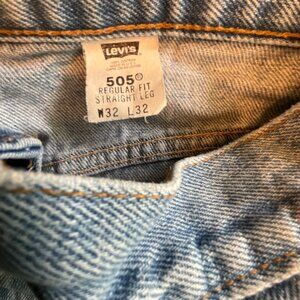 Levi's
505®
REGULAR FIT
STRAIGHT LEG
W32 L32